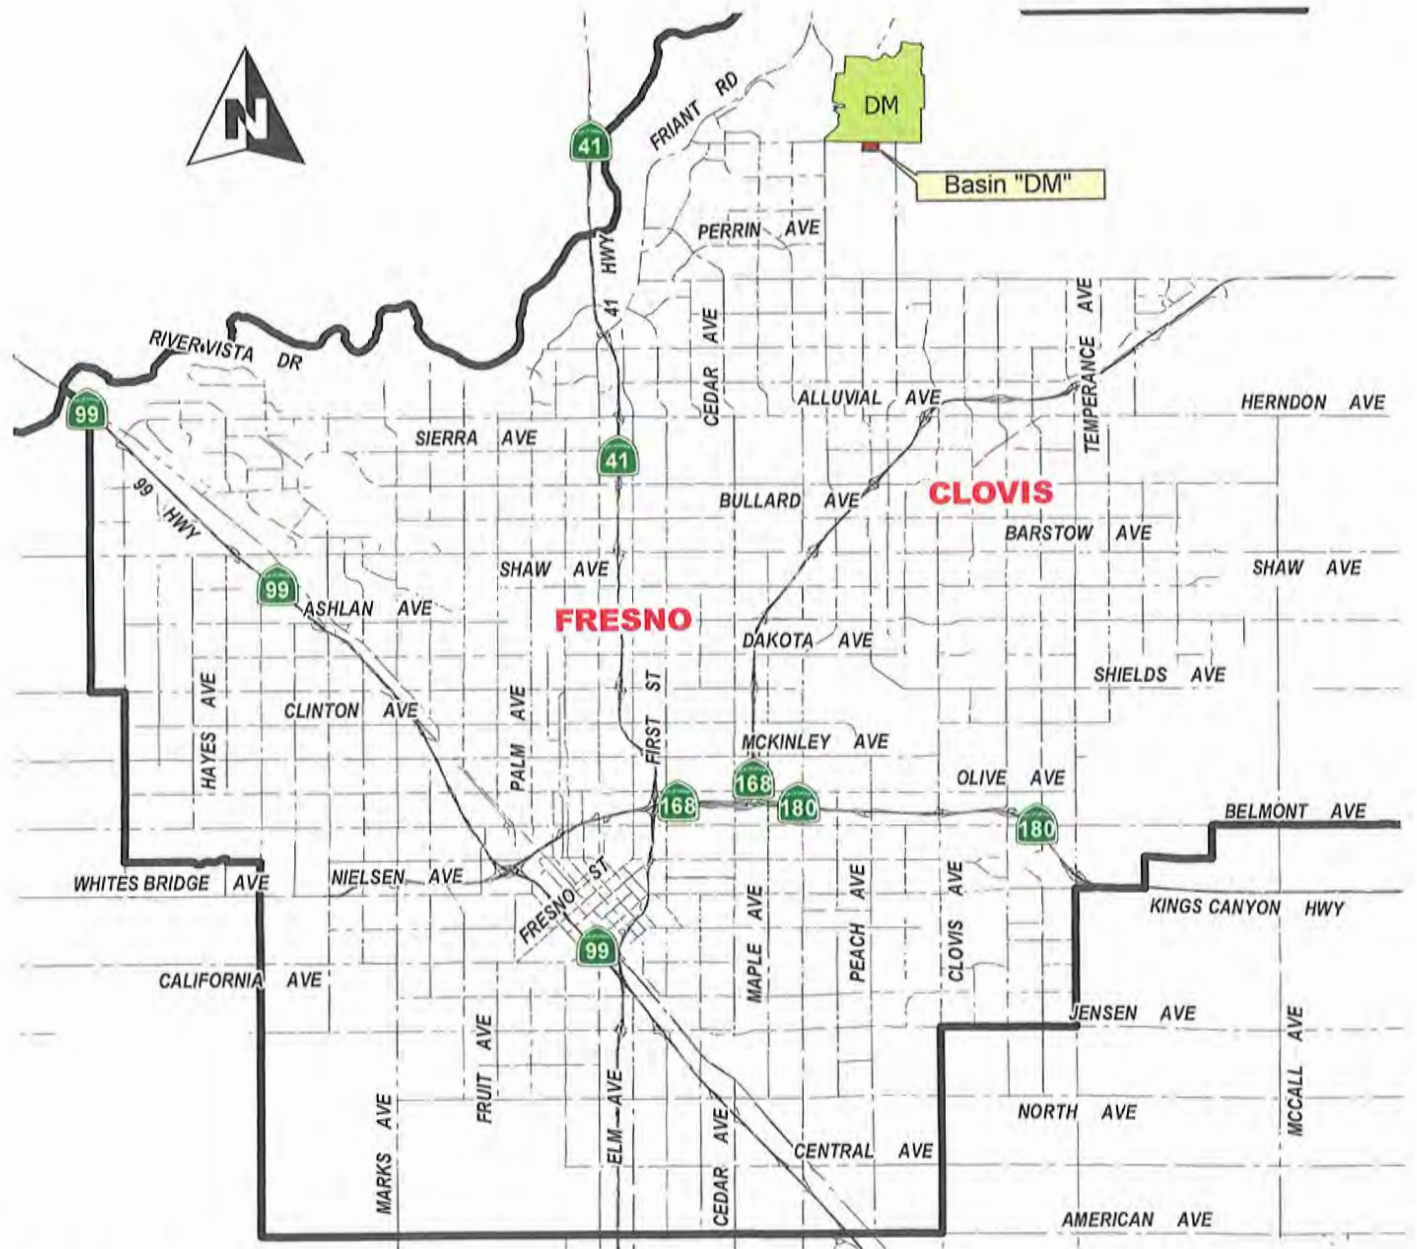 N
DM
Basin "DM"
41
FRIANT RD
PERRIN AVE
41 HWY
RIVER VISTA DR
CEDAR AVE
TEMPERANCE AVE
99
ALLUVIAL AVE
HERNDON AVE
SIERRA AVE
41
99 HWY
BULLARD AVE
CLOVIS
BARSTOW AVE
SHAW AVE
SHAW AVE
99
ASHLAN AVE
FRESNO
DAKOTA AVE
SHIELDS AVE
HAYES AVE
CLINTON AVE
PALM AVE
FIRST ST
MCKINLEY AVE
168
168
180
OLIVE AVE
180
BELMONT AVE
WHITES BRIDGE AVE
NIELSEN AVE
FRESNO ST
MAPLE AVE
PEACH AVE
CLOVIS AVE
KINGS CANYON HWY
99
CALIFORNIA AVE
JENSEN AVE
MARKS AVE
FRUIT AVE
ELM AVE
CEDAR AVE
NORTH AVE
MCCALL AVE
CENTRAL AVE
AMERICAN AVE